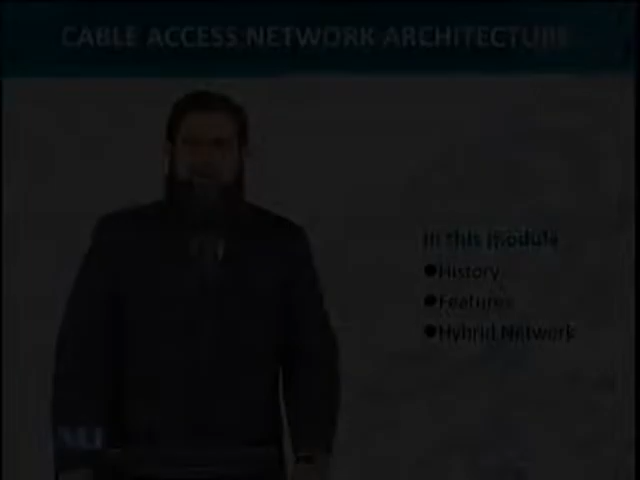 CABLE ACCESS NETWORK ARCHITECTURE
In this module
●History
●Features
●Hybrid Network